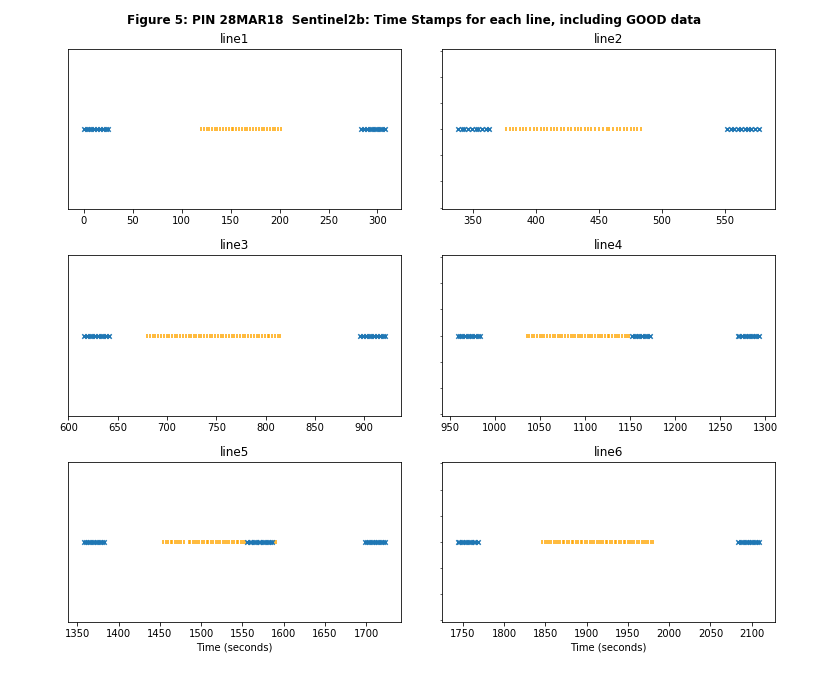 Figure 5: PIN 28MAR18  Sentinel2b: Time Stamps for each line, including GOOD data
line1
line2
0 50 100 150 200 250 300
350 400 450 500 550
line3
line4
600 650 700 750 800 850 900
950 1000 1050 1100 1150 1200 1250 1300
line5
line6
1350 1400 1450 1500 1550 1600 1650 1700
1750 1800 1850 1900 1950 2000 2050 2100
Time (seconds)
Time (seconds)